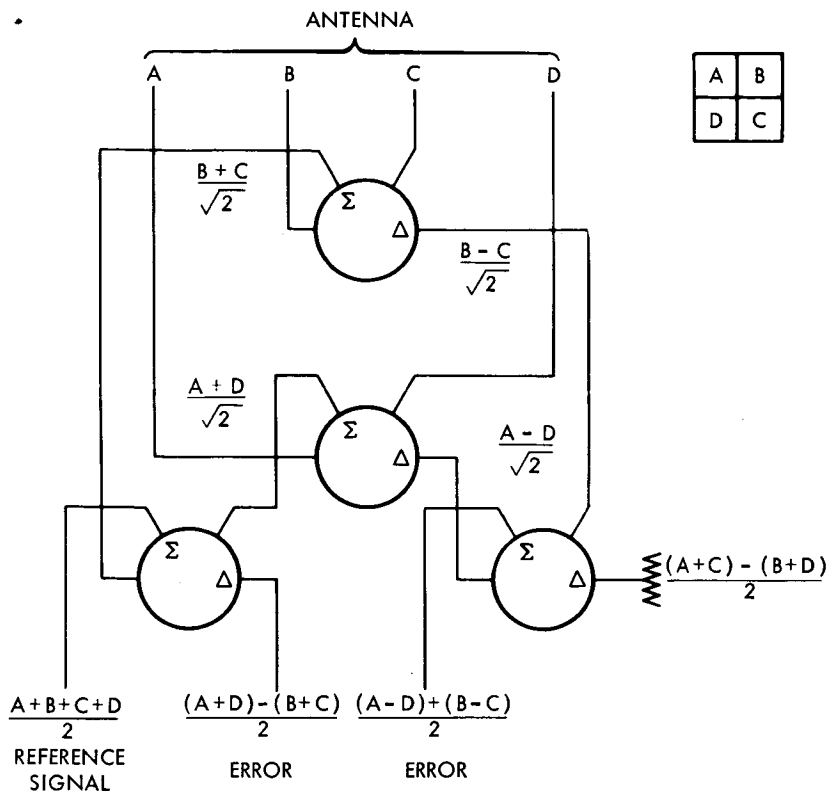 ANTENNA
A B C D
A B
D C
B + C
√2
Σ
Δ
B - C
√2
A + D
√2
Σ
Δ
A - D
√2
Σ
Δ
Σ
Δ
(A+C) - (B+D)
2
A+B+C+D
2
REFERENCE
SIGNAL
(A+D)-(B+C)
2
ERROR
(A-D)+(B-C)
2
ERROR